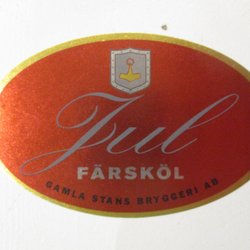 Jul
FÄRSKÖL
GAMLA STANS BRYGGERI AB